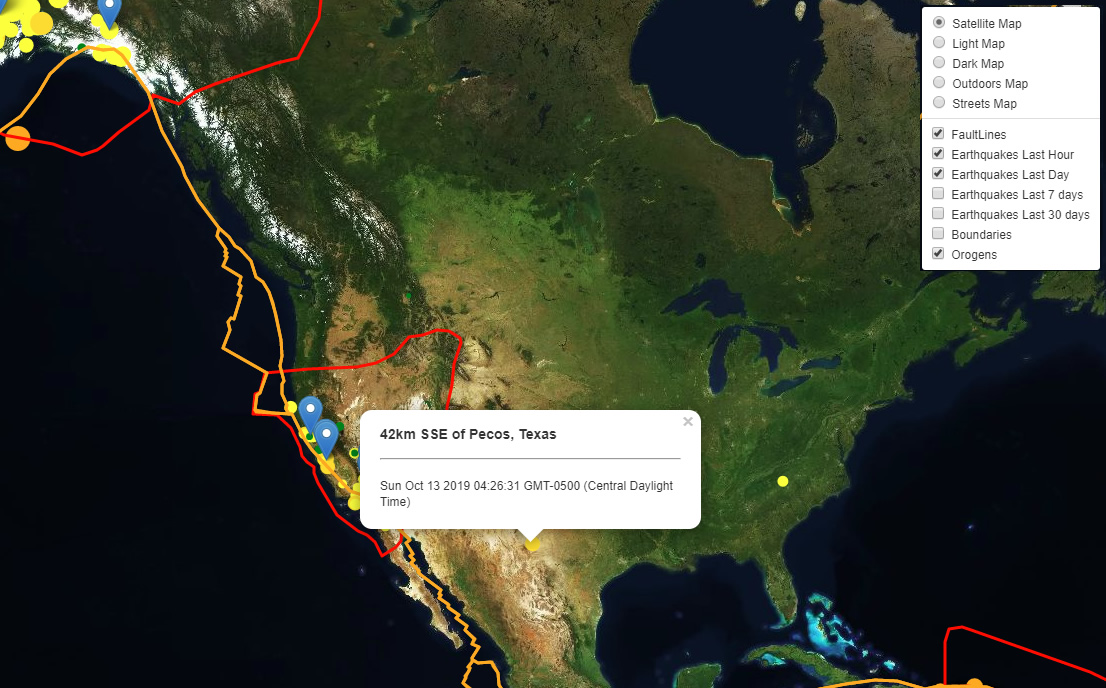 Satellite Map
Light Map
Dark Map
Outdoors Map
Streets Map
FaultLines
Earthquakes Last Hour
Earthquakes Last Day
Earthquakes Last 7 days
Earthquakes Last 30 days
Boundaries
Orogens
×
42km SSE of Pecos, Texas
Sun Oct 13 2019 04:26:31 GMT-0500 (Central Daylight
Time)